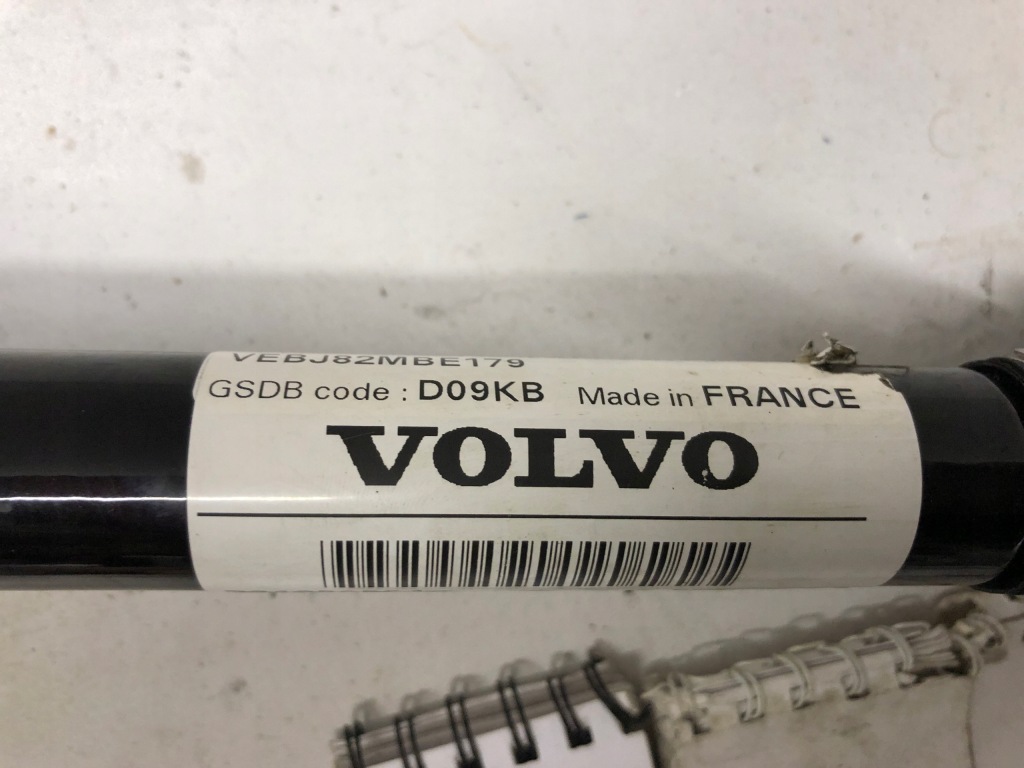 VEBJ82MBE179
GSDB code : D09KB Made in FRANCE
VOLVO